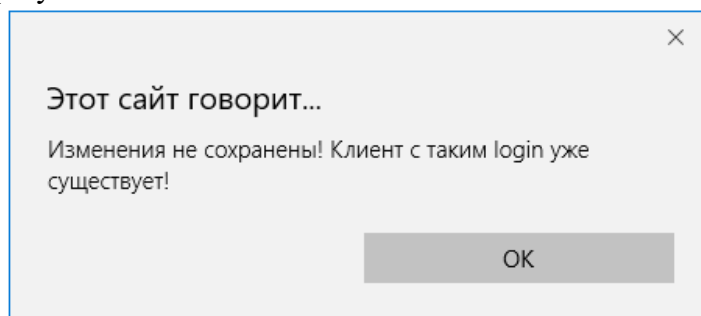 Этот сайт говорит...
Изменения не сохранены! Клиент с таким login уже
существует!
OK